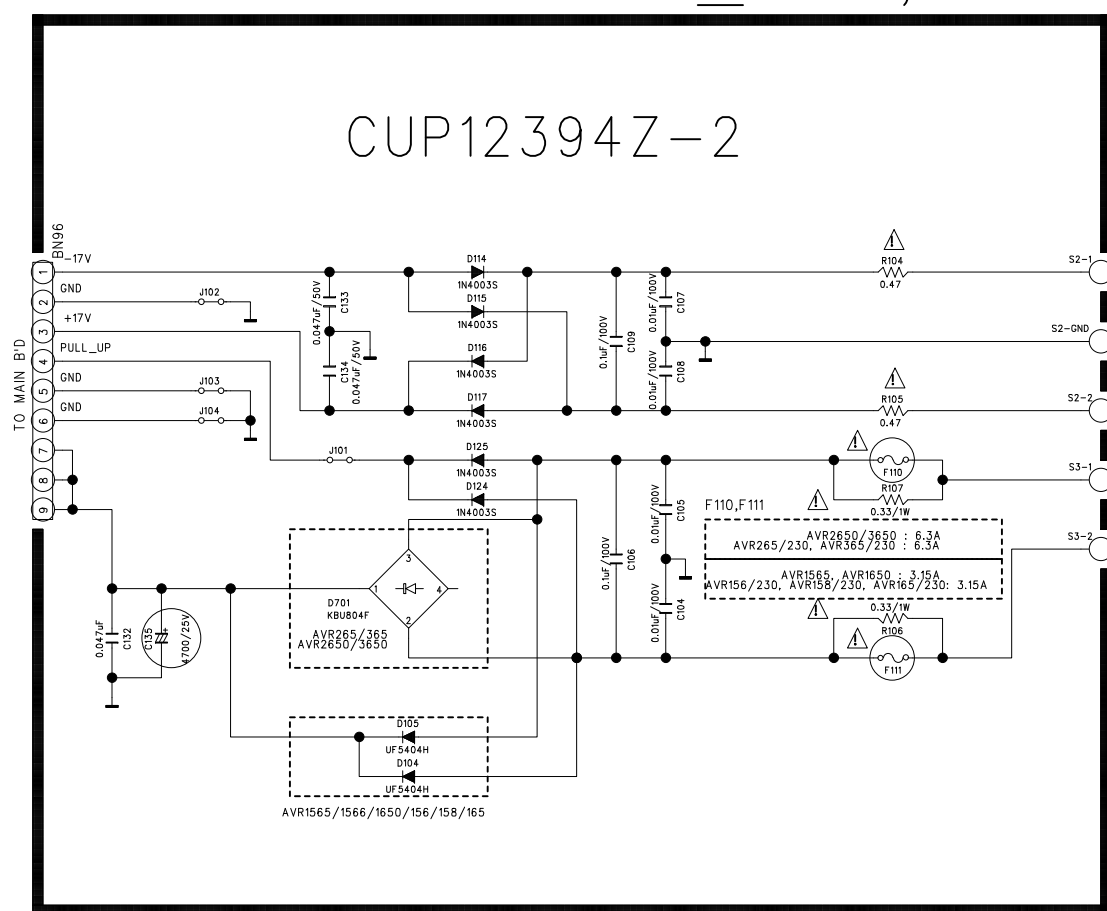 CUP12394Z-2
BN96
TO MAIN B'D
1
-17V
2
GND
J102
3
+17V
4
PULL_UP
5
GND
J103
6
GND
J104
7
8
9
0.047uF/50V
C133
C134
0.047uF/50V
D114
1N4003S
D115
1N4003S
D116
1N4003S
D117
1N4003S
0.1uF/100V
C109
0.01uF/100V
C107
0.01uF/100V
C108
R104
0.47
S2-1
S2-GND
R105
0.47
S2-2
J101
D125
1N4003S
D124
1N4003S
0.1uF/100V
C106
0.01uF/100V
C105
0.01uF/100V
C104
F110
R107
0.33/1W
S3-1
S3-2
F110,F111
AVR2650/3650 : 6.3A
AVR265/230, AVR365/230 : 6.3A
AVR1565, AVR1650 : 3.15A
AVR156/230, AVR158/230, AVR165/230: 3.15A
0.33/1W
R106
F111
3
1
4
2
D701
KBU804F
AVR265/365
AVR2650/3650
0.047uF
C132
C135
+
4700/25V
D105
UF5404H
D104
UF5404H
AVR1565/1566/1650/156/158/165